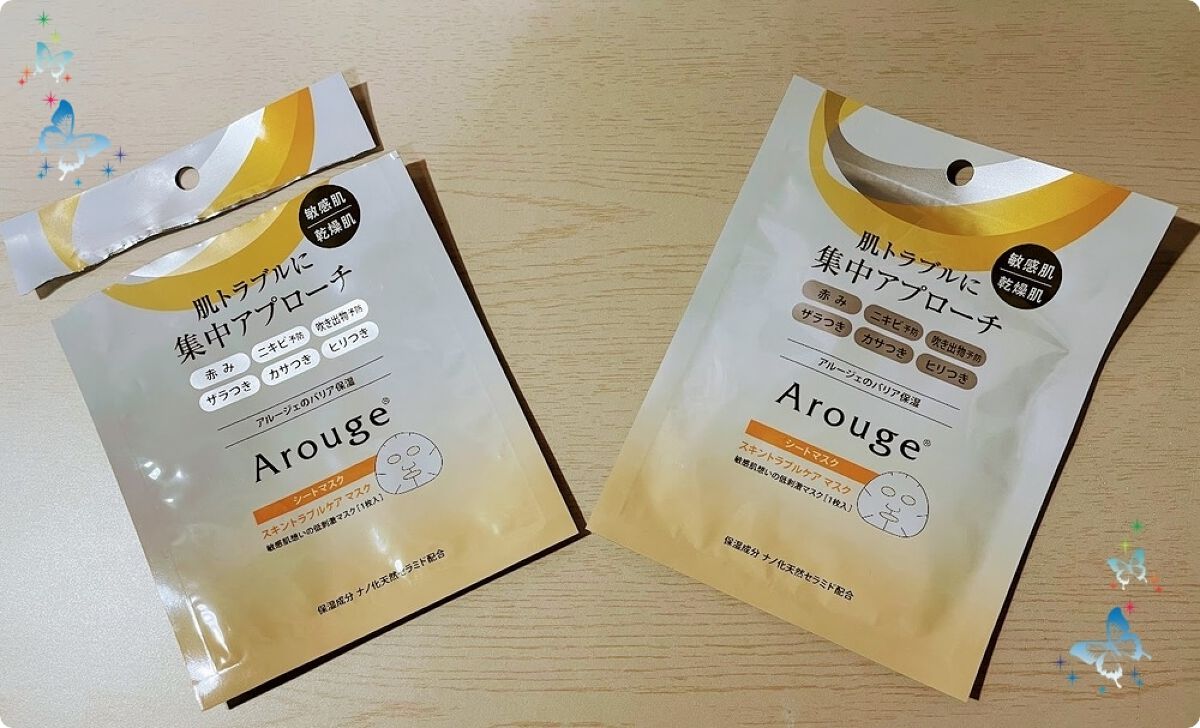 敏感肌
乾燥肌
肌トラブルに
集中アプローチ
赤み ニキビ予防 吹き出物予防
ザラつき カサつき ヒリつき
アルージェのバリア保湿
Arouge®
シートマスク
スキントラブルケア マスク
敏感肌想いの低刺激マスク[1枚入]
保湿成分 ナノ化天然セラミド配合
敏感肌
乾燥肌
肌トラブルに
集中アプローチ
赤み ニキビ予防 吹き出物予防
ザラつき カサつき ヒリつき
アルージェのバリア保湿
Arouge®
シートマスク
スキントラブルケア マスク
敏感肌想いの低刺激マスク[1枚入]
保湿成分 ナノ化天然セラミド配合